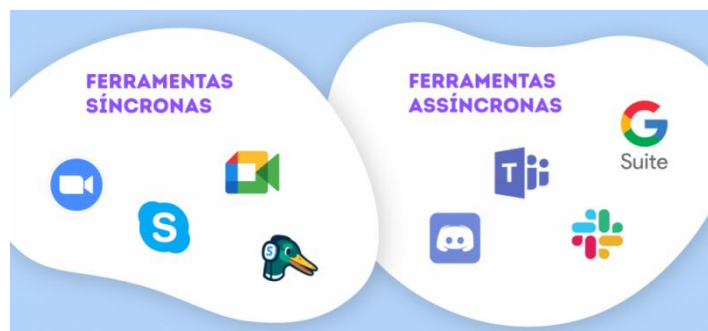 FERRAMENTAS
SÍNCRONAS
FERRAMENTAS
ASSÍNCRONAS
G
Suite
T
S
S